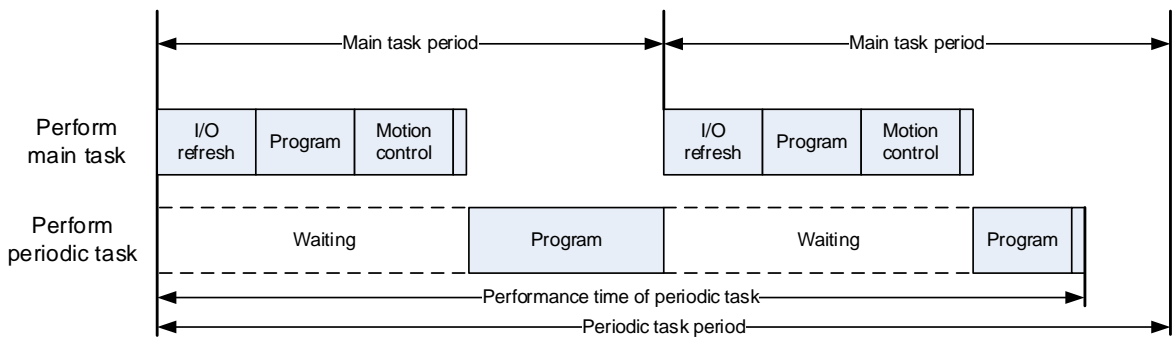 Main task period
Main task period
Perform
main task
I/O
refresh
Program
Motion
control
I/O
refresh
Program
Motion
control
Perform
periodic task
Waiting
Program
Waiting
Program
Performance time of periodic task
Periodic task period